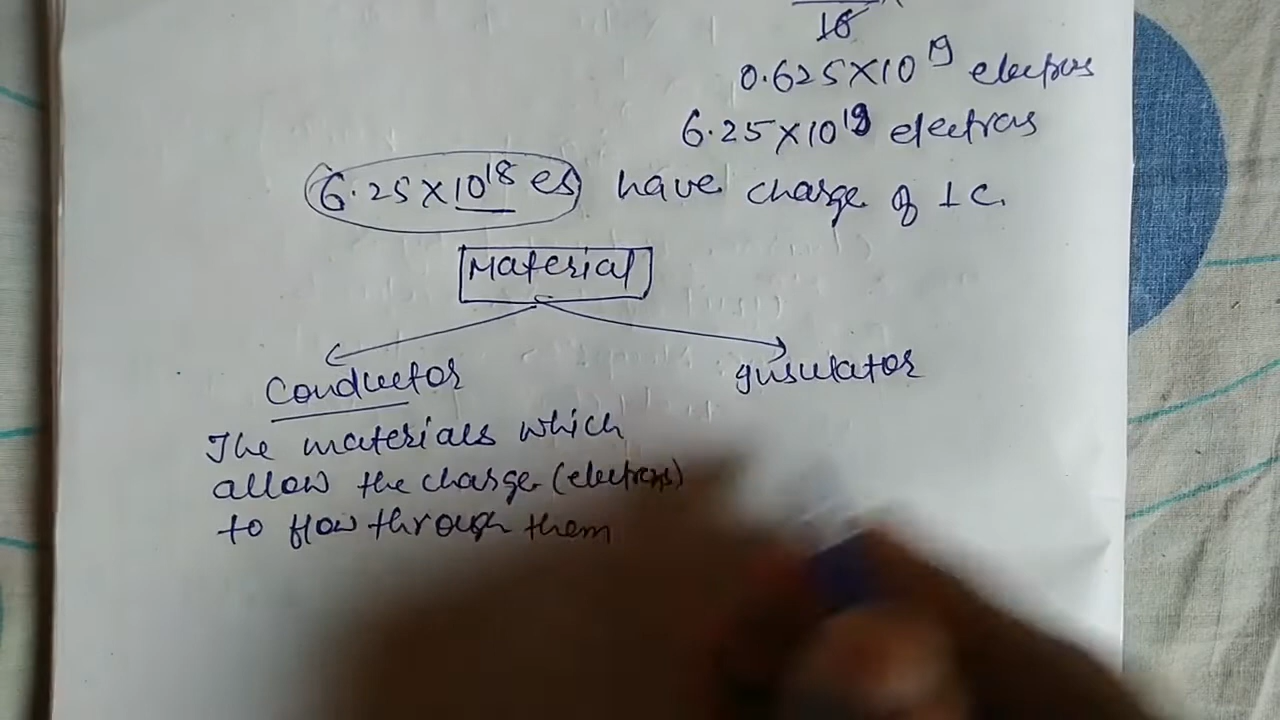 16
0.625×10^19 electrons
6.25×10^18 electrons
6.25×10^18 es have charge of 1 C.
Material
Conductor
Insulator
The materials which
allow the charge (electrons)
to flow through them